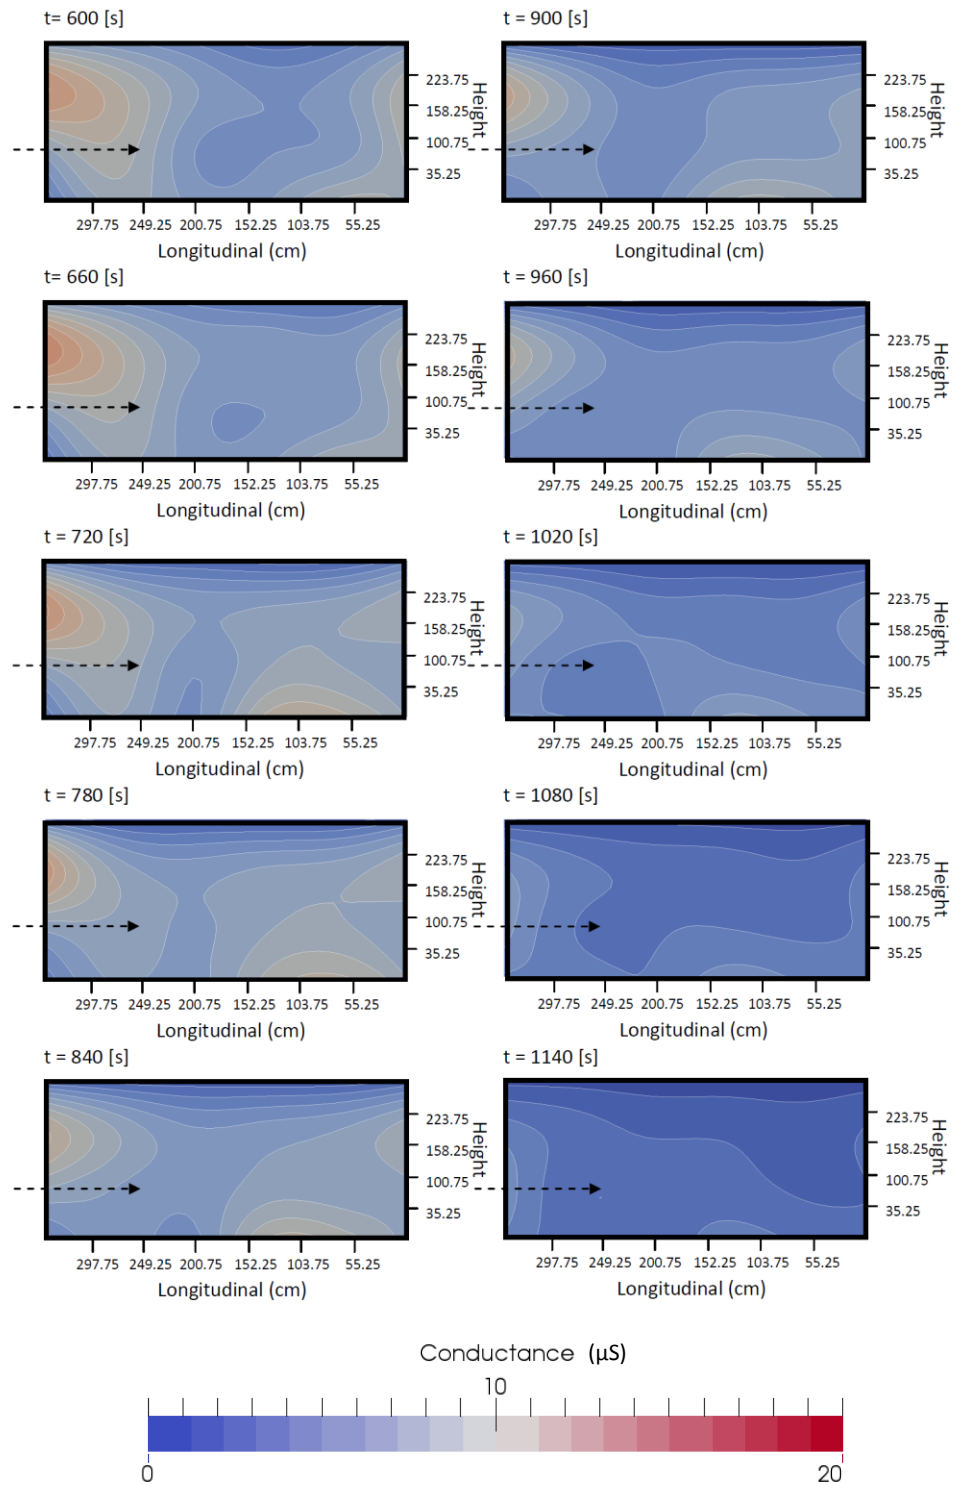 t= 600 [s]
223.75
158.25
100.75
35.25
Height
297.75 249.25 200.75 152.25 103.75 55.25
Longitudinal (cm)
t = 900 [s]
223.75
158.25
100.75
35.25
Height
297.75 249.25 200.75 152.25 103.75 55.25
Longitudinal (cm)
t= 660 [s]
223.75
158.25
100.75
35.25
Height
297.75 249.25 200.75 152.25 103.75 55.25
Longitudinal (cm)
t = 960 [s]
223.75
158.25
100.75
35.25
Height
297.75 249.25 200.75 152.25 103.75 55.25
Longitudinal (cm)
t = 720 [s]
223.75
158.25
100.75
35.25
Height
297.75 249.25 200.75 152.25 103.75 55.25
Longitudinal (cm)
t = 1020 [s]
223.75
158.25
100.75
35.25
Height
297.75 249.25 200.75 152.25 103.75 55.25
Longitudinal (cm)
t = 780 [s]
223.75
158.25
100.75
35.25
Height
297.75 249.25 200.75 152.25 103.75 55.25
Longitudinal (cm)
t = 1080 [s]
223.75
158.25
100.75
35.25
Height
297.75 249.25 200.75 152.25 103.75 55.25
Longitudinal (cm)
t = 840 [s]
223.75
158.25
100.75
35.25
Height
297.75 249.25 200.75 152.25 103.75 55.25
Longitudinal (cm)
t = 1140 [s]
223.75
158.25
100.75
35.25
Height
297.75 249.25 200.75 152.25 103.75 55.25
Longitudinal (cm)
Conductance (μS)
10
0 20